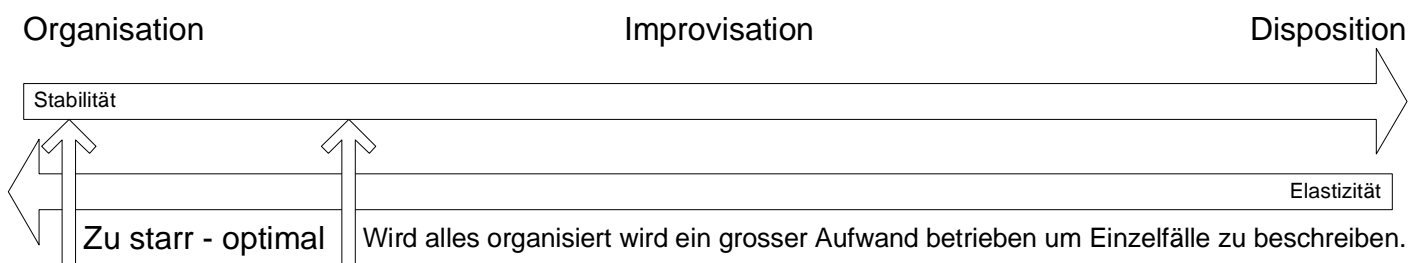 Organisation Improvisation Disposition
Stabilität
Elastizität
Zu starr - optimal Wird alles organisiert wird ein grosser Aufwand betrieben um Einzelfälle zu beschreiben.